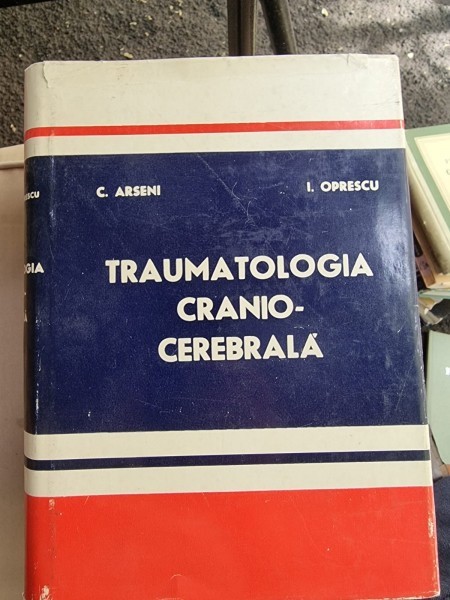 C. ARSENI
I. OPRESCU
TRAUMATOLOGIA
CRANIO-
CEREBRALĂ